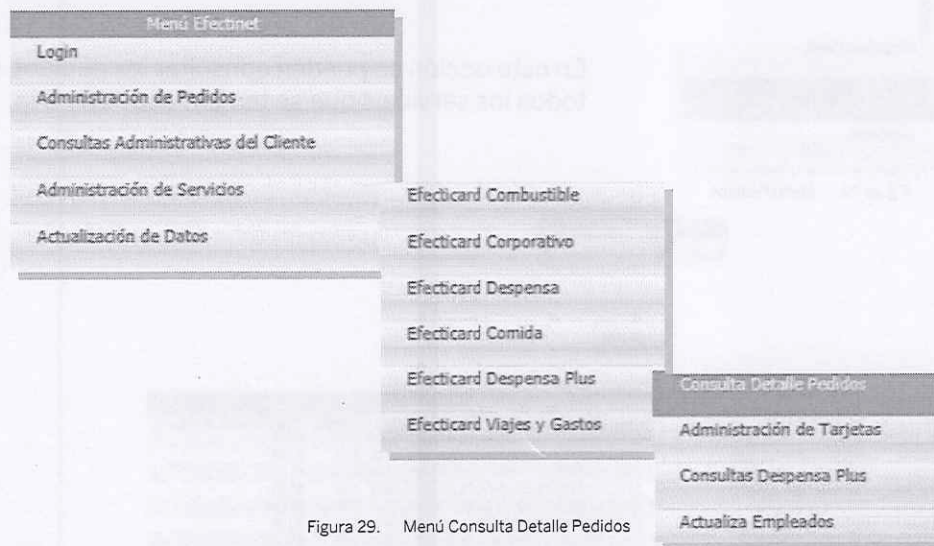 Menú Efectinet
Login
Administración de Pedidos
Consultas Administrativas del Cliente
Administración de Servicios
Actualización de Datos
Efecticard Combustible
Efecticard Corporativo
Efecticard Despensa
Efecticard Comida
Efecticard Despensa Plus
Efecticard Viajes y Gastos
Consulta Detalle Pedidos
Administración de Tarjetas
Consultas Despensa Plus
Actualiza Empleados
Figura 29. Menú Consulta Detalle Pedidos